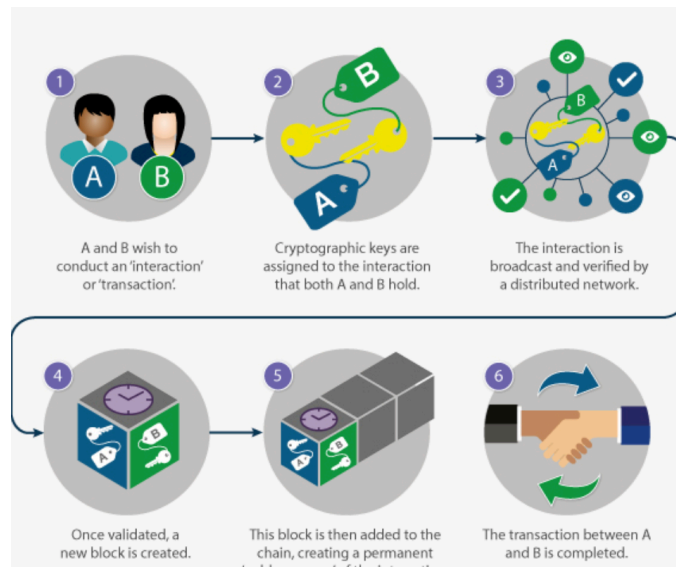 1
A
B
A and B wish to
conduct an 'interaction'
or 'transaction'.
2
B
A
Cryptographic keys are
assigned to the interaction
that both A and B hold.
3
B
A
The interaction is
broadcast and verified by
a distributed network.
4
A
B
Once validated, a
new block is created.
5
A
B
This block is then added to the
chain, creating a permanent
6
The transaction between A
and B is completed.